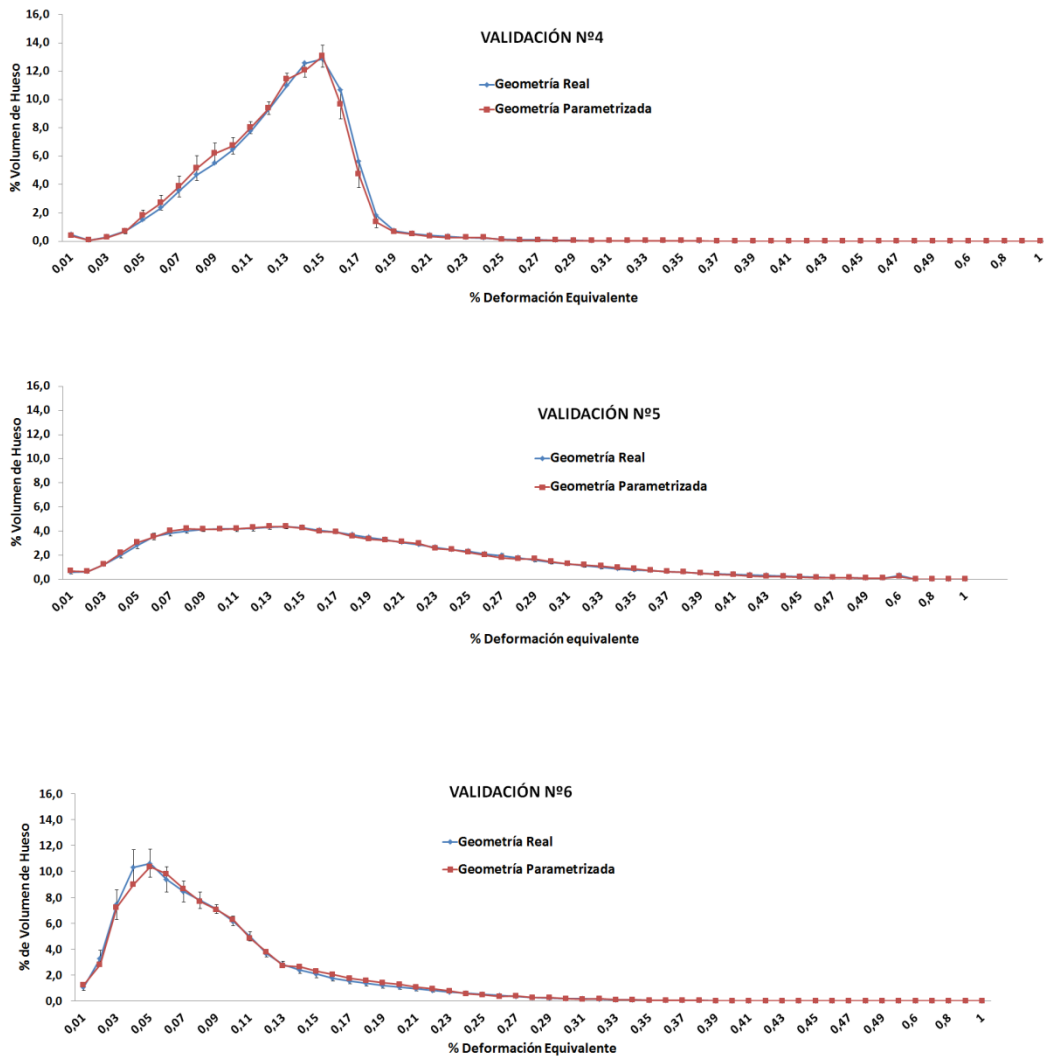 VALIDACIÓN Nº4
Geometría Real
Geometría Parametrizada
% Volumen de Hueso
16,0
14,0
12,0
10,0
8,0
6,0
4,0
2,0
0,0
0,01 0,03 0,05 0,07 0,09 0,11 0,13 0,15 0,17 0,19 0,21 0,23 0,25 0,27 0,29 0,31 0,33 0,35 0,37 0,39 0,41 0,43 0,45 0,47 0,49 0,6 0,8 1
% Deformación Equivalente
VALIDACIÓN Nº5
Geometría Real
Geometría Parametrizada
% Volumen de Hueso
16,0
14,0
12,0
10,0
8,0
6,0
4,0
2,0
0,0
0,01 0,03 0,05 0,07 0,09 0,11 0,13 0,15 0,17 0,19 0,21 0,23 0,25 0,27 0,29 0,31 0,33 0,35 0,37 0,39 0,41 0,43 0,45 0,47 0,49 0,6 0,8 1
% Deformación equivalente
VALIDACIÓN Nº6
Geometría Real
Geometría Parametrizada
% de Volumen de Hueso
16,0
14,0
12,0
10,0
8,0
6,0
4,0
2,0
0,0
0,01 0,03 0,05 0,07 0,09 0,11 0,13 0,15 0,17 0,19 0,21 0,23 0,25 0,27 0,29 0,31 0,33 0,35 0,37 0,39 0,41 0,43 0,45 0,47 0,49 0,6 0,8 1
% Deformación Equivalente